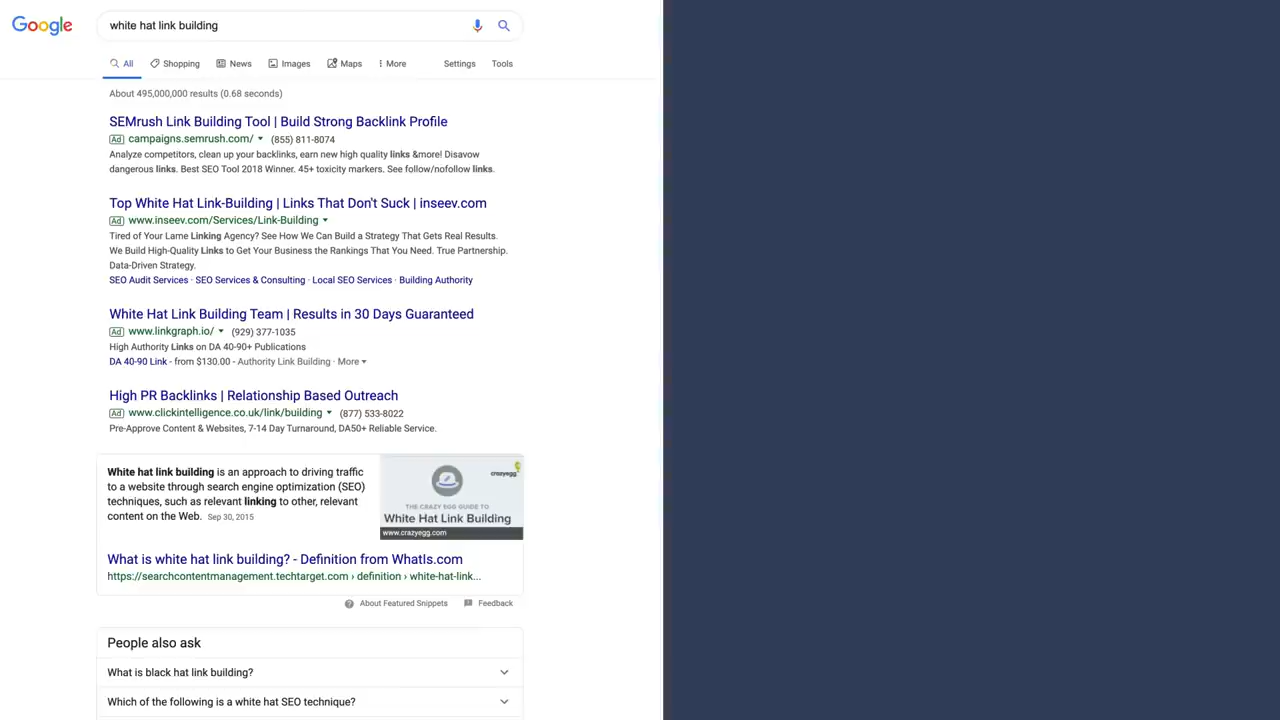 Google
white hat link building
All Shopping News Images Maps More Settings Tools
About 495,000,000 results (0.68 seconds)
SEMrush Link Building Tool | Build Strong Backlink Profile
Ad campaigns.semrush.com/ (855) 811-8074
Analyze competitors, clean up your backlinks, earn new high quality links &more! Disavow
dangerous links. Best SEO Tool 2018 Winner. 45+ toxicity markers. See follow/nofollow links.
Top White Hat Link-Building | Links That Don't Suck | inseev.com
Ad www.inseev.com/Services/Link-Building
Tired of Your Lame Linking Agency? See How We Can Build a Strategy That Gets Real Results.
We Build High-Quality Links to Get Your Business the Rankings That You Need. True Partnership.
Data-Driven Strategy.
SEO Audit Services · SEO Services & Consulting · Local SEO Services · Building Authority
White Hat Link Building Team | Results in 30 Days Guaranteed
Ad www.linkgraph.io/ (929) 377-1035
High Authority Links on DA 40-90+ Publications
DA 40-90 Link - from $130.00 - Authority Link Building · More
High PR Backlinks | Relationship Based Outreach
Ad www.clickintelligence.co.uk/link/building (877) 533-8022
Pre-Approve Content & Websites, 7-14 Day Turnaround, DA50+ Reliable Service.
White hat link building is an approach to driving traffic
to a website through search engine optimization (SEO)
techniques, such as relevant linking to other, relevant
content on the Web. Sep 30, 2015
crazyegg
THE CRAZY EGG GUIDE TO
White Hat Link Building
www.crazyegg.com
What is white hat link building? - Definition from WhatIs.com
https://searchcontentmanagement.techtarget.com › definition › white-hat-link...
About Featured Snippets Feedback
People also ask
What is black hat link building?
Which of the following is a white hat SEO technique?